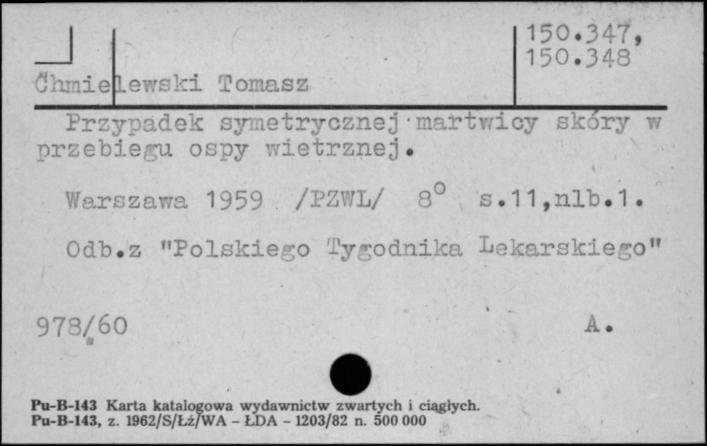 150.347,
150.348
Chmielewski Tomasz
Przypadek symetrycznej martwicy skóry w
przebiegu ospy wietrznej.
Warszawa 1959 /PZWL/ 8° s.11,nlb.1.
Odb.z "Polskiego Tygodnika Lekarskiego"
978/60 A.
Pu-B-143 Karta katalogowa wydawnictw zwartych i ciągłych.
Pu-B-143, z. 1962/S/Łż/WA - ŁDA - 1203/82 n. 500 000